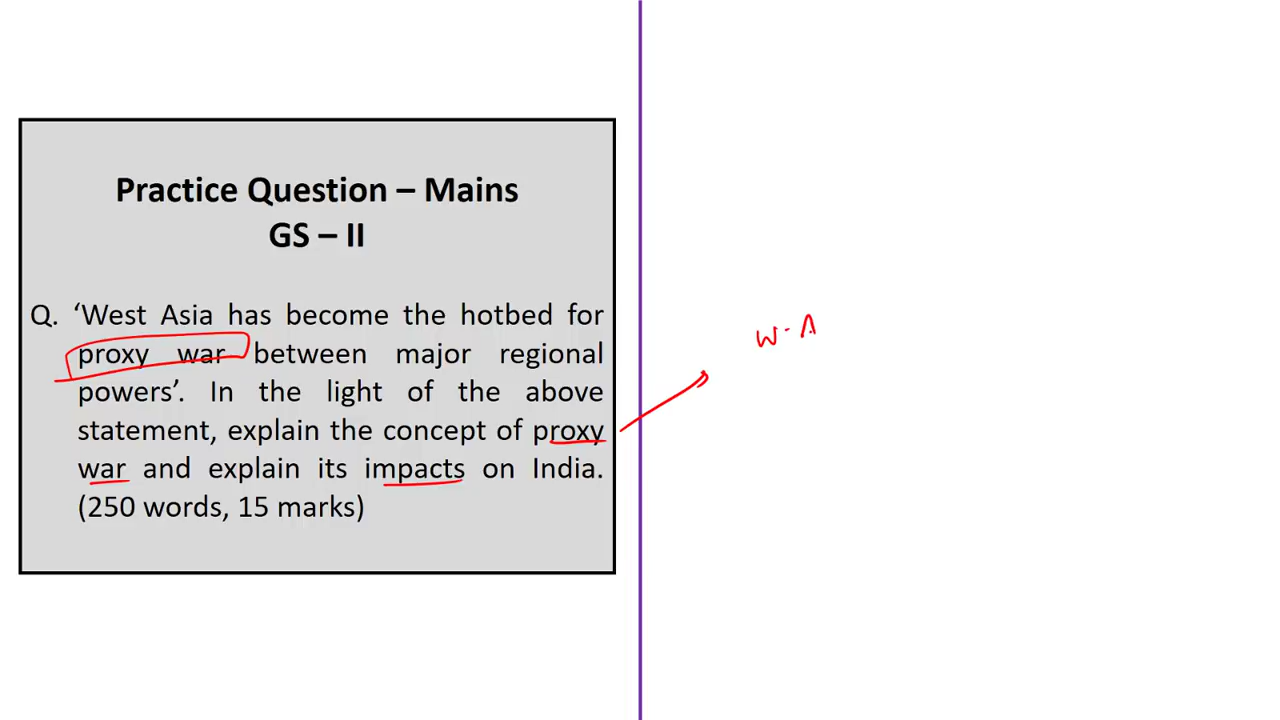 Practice Question – Mains
GS – II
Q. ‘West Asia has become the hotbed for
proxy war between major regional
powers’. In the light of the above
statement, explain the concept of proxy
war and explain its impacts on India.
(250 words, 15 marks)
W·A